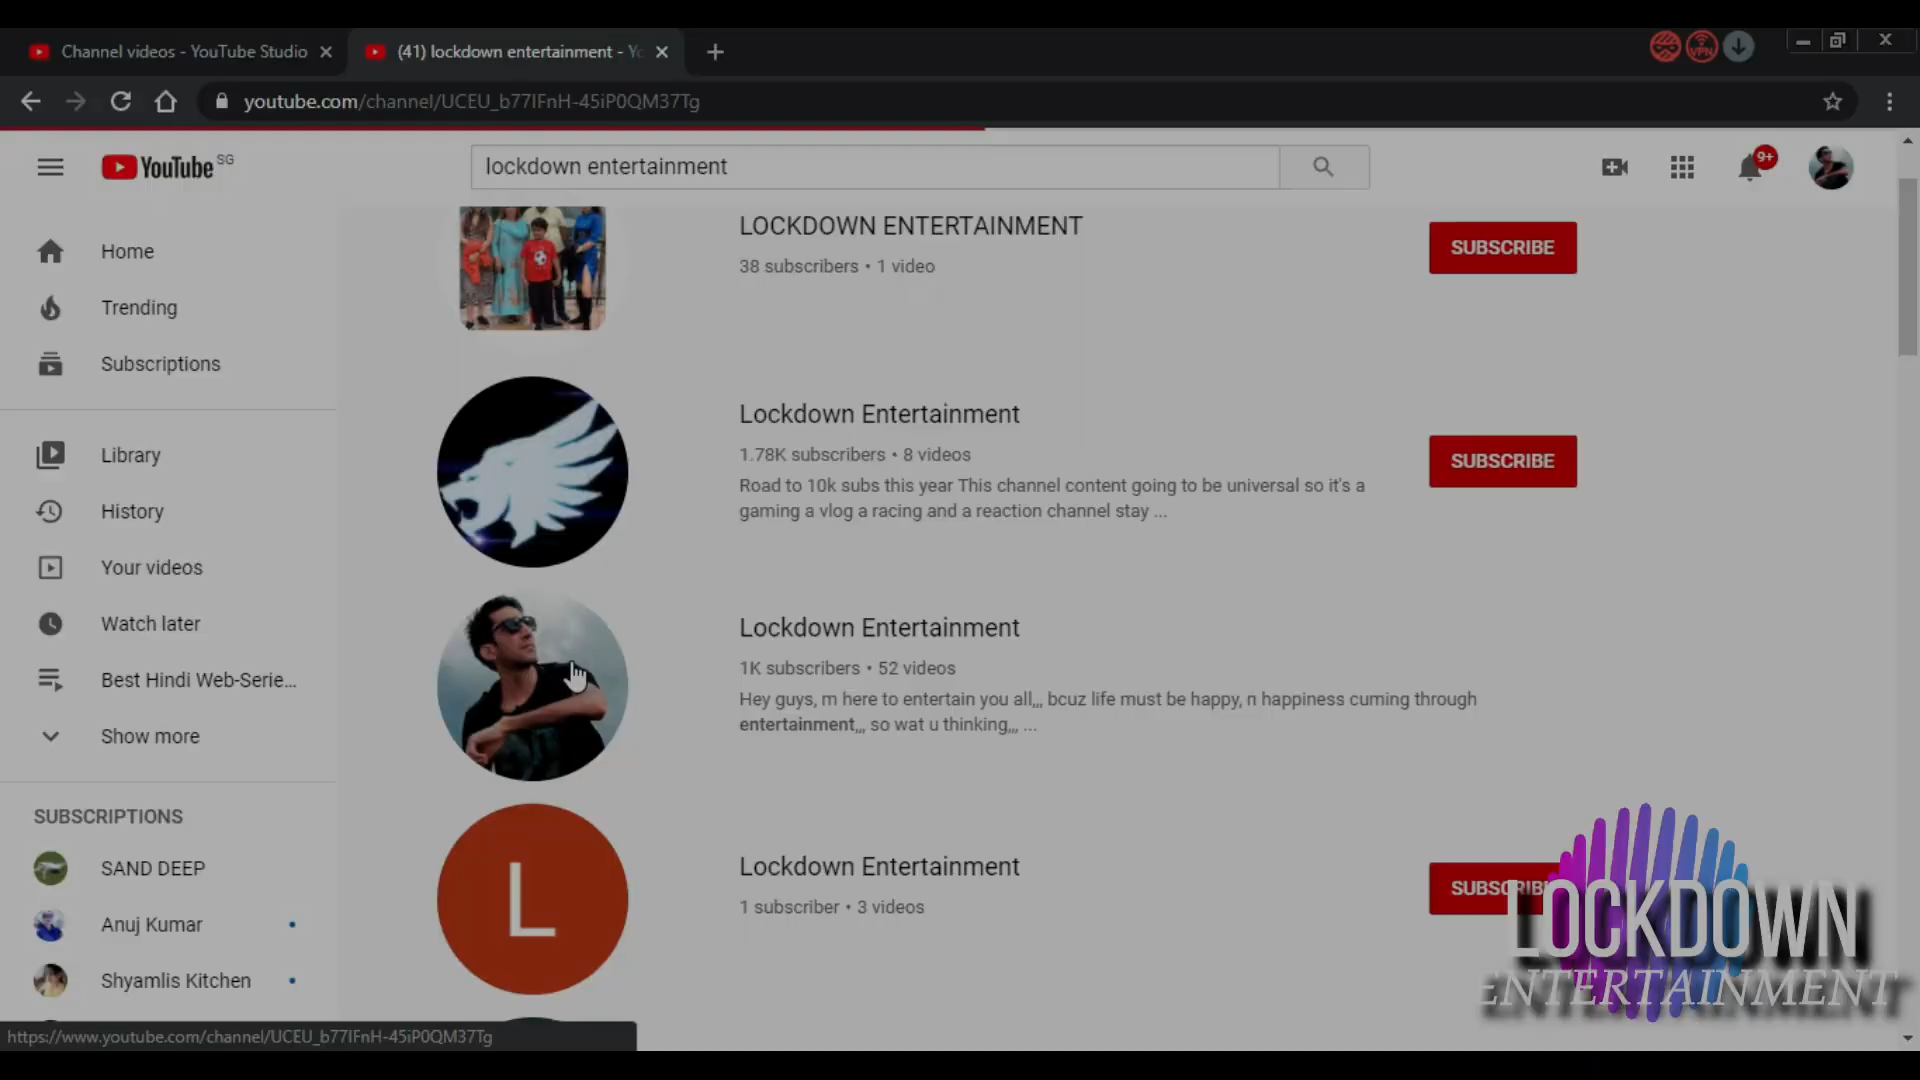 Channel videos - YouTube Studio
(41) lockdown entertainment - Yo
VPN
youtube.com/channel/UCEU_b77IFnH-45iP0QM37Tg
YouTube SG
lockdown entertainment
9+
Home
Trending
Subscriptions
Library
History
Your videos
Watch later
Best Hindi Web-Serie...
Show more
SUBSCRIPTIONS
SAND DEEP
Anuj Kumar
Shyamlis Kitchen
LOCKDOWN ENTERTAINMENT
38 subscribers • 1 video
SUBSCRIBE
Lockdown Entertainment
1.78K subscribers • 8 videos
Road to 10k subs this year This channel content going to be universal so it's a
gaming a vlog a racing and a reaction channel stay ...
SUBSCRIBE
Lockdown Entertainment
1K subscribers • 52 videos
Hey guys, m here to entertain you all,,, bcuz life must be happy, n happiness cuming through
entertainment,,, so wat u thinking,,, ...
L
Lockdown Entertainment
1 subscriber • 3 videos
SUBSCRIBE
LOCKDOWN
ENTERTAINMENT
https://www.youtube.com/channel/UCEU_b77IFnH-45iP0QM37Tg